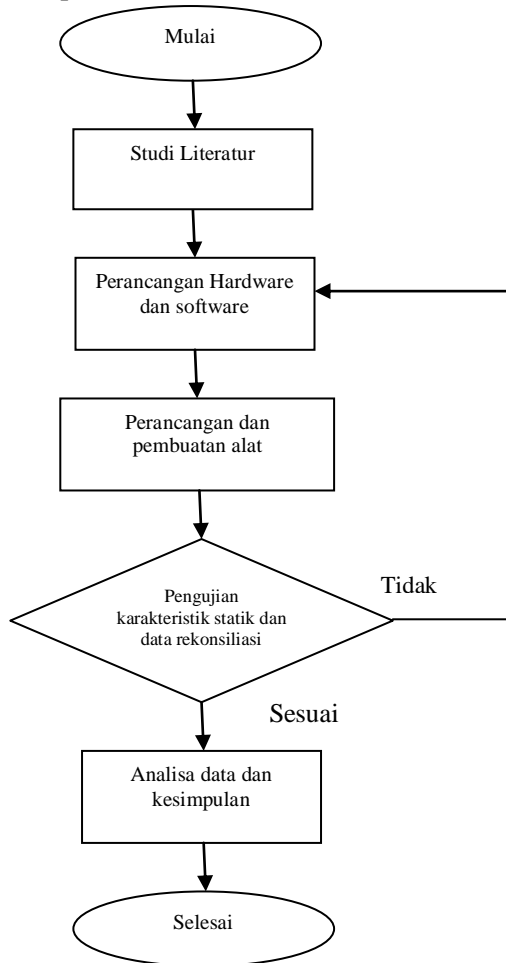 Mulai
Studi Literatur
Perancangan Hardware
dan software
Perancangan dan
pembuatan alat
Pengujian
karakteristik statik dan
data rekonsiliasi
Tidak
Sesuai
Analisa data dan
kesimpulan
Selesai